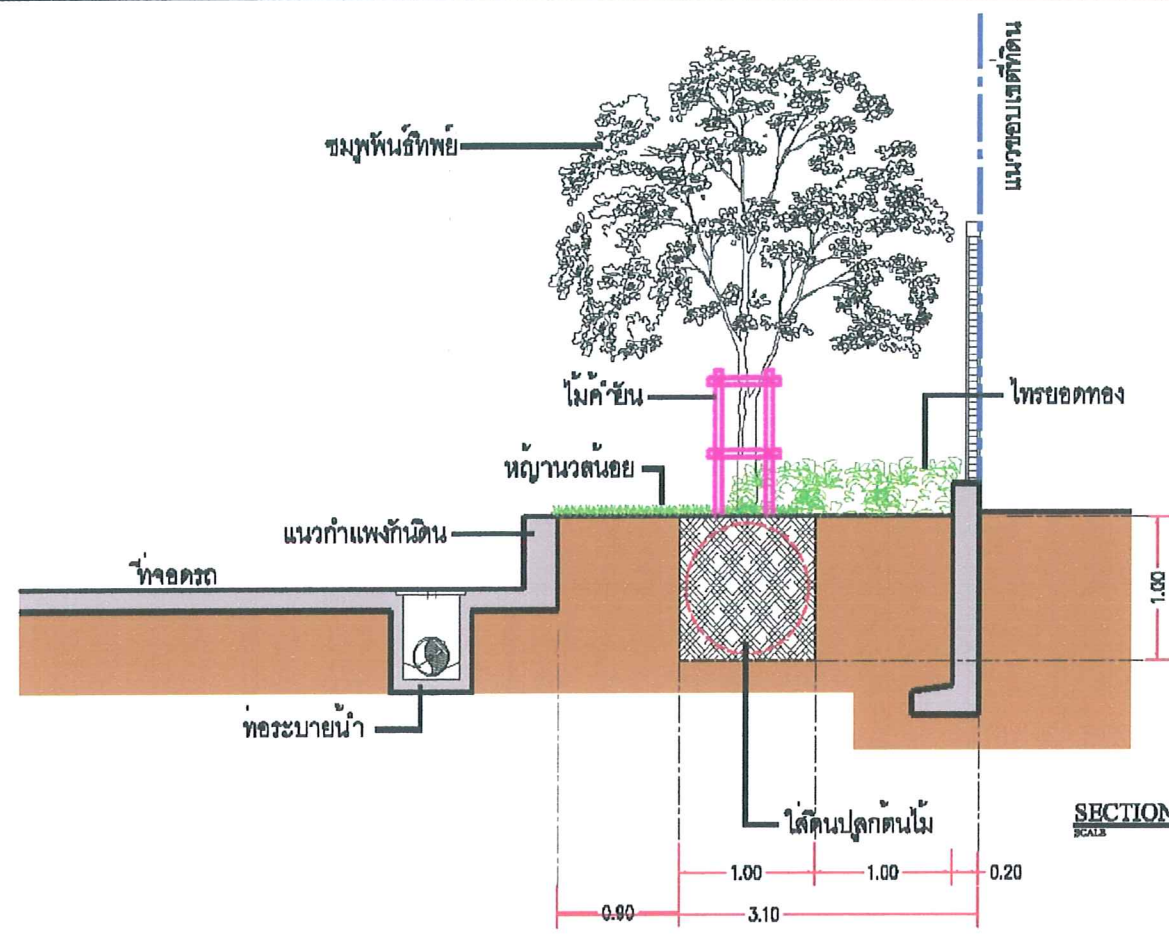 แนวขอบเขตที่ดิน
ชมพูพันธ์ทิพย์
ไม้ค้ำยัน
ไทรยอดทอง
หญ้านวลน้อย
แนวกำแพงกันดิน
ที่จอดรถ
1.00
ท่อระบายน้ำ
ใส่ดินปลูกต้นไม้
SECTION
SCALE
1.00
1.00
0.20
0.90
3.10